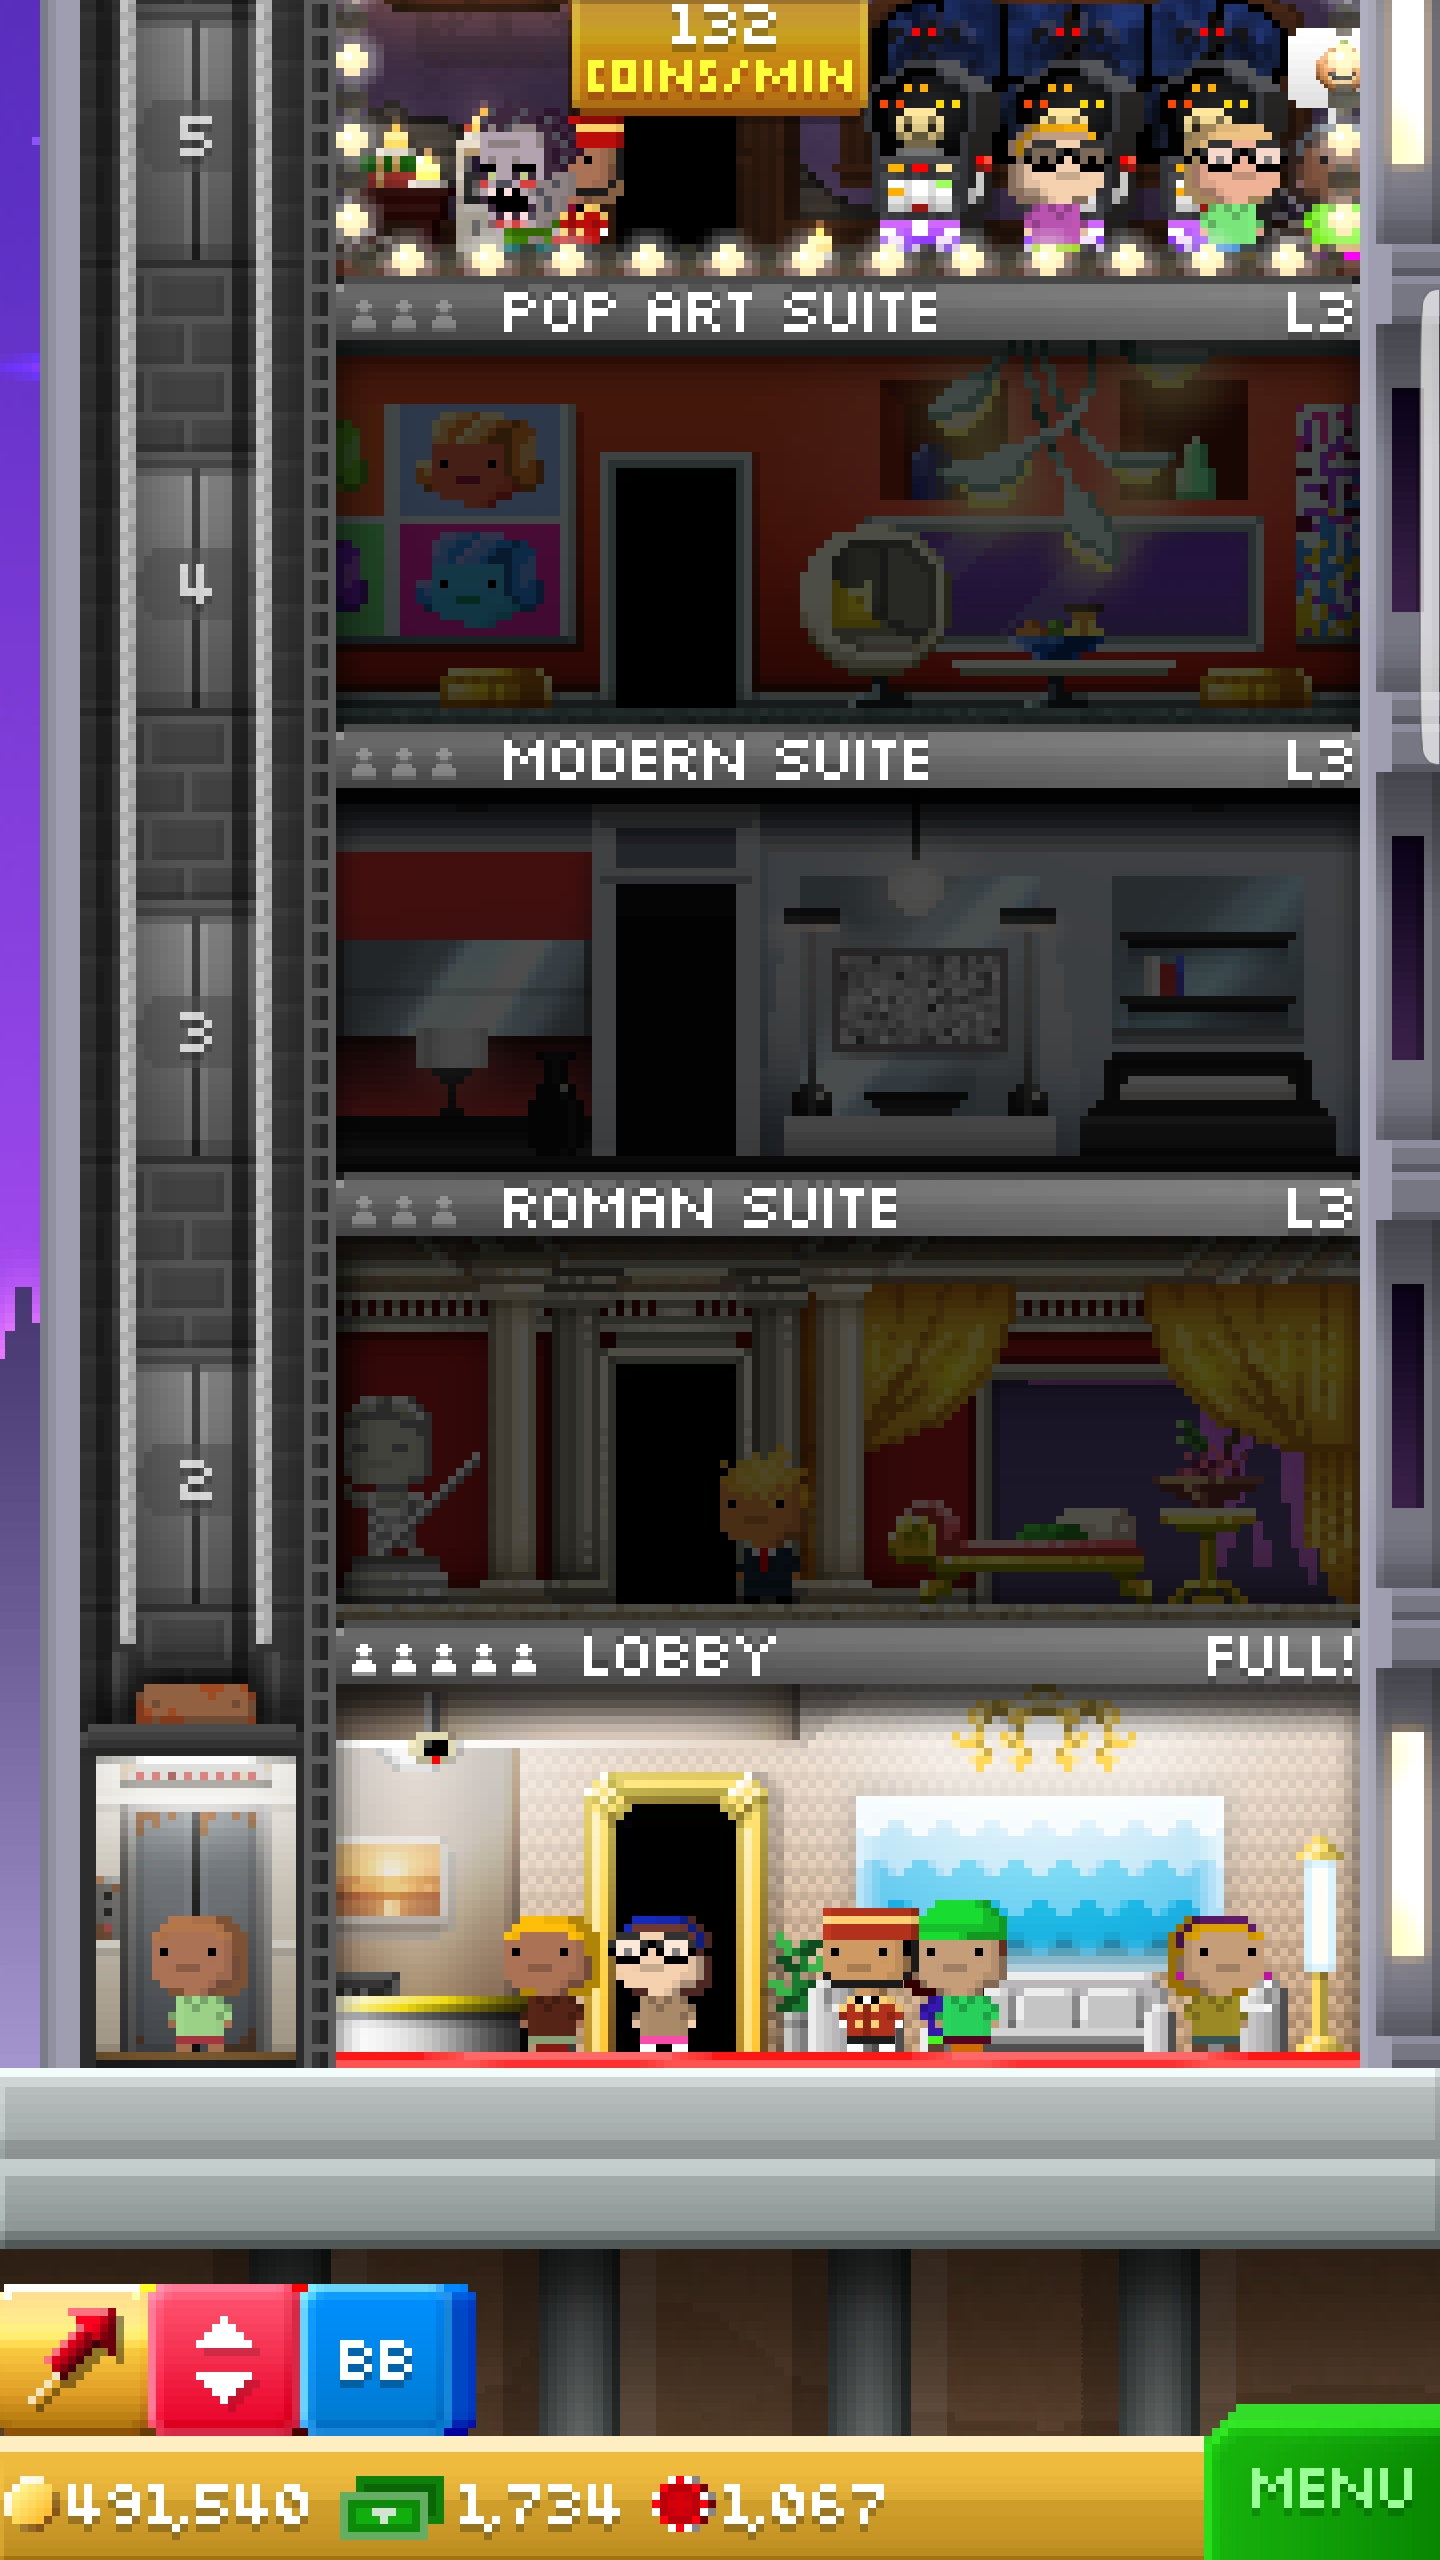 132
COINS/MIN
5
POP ART SUITE L3
4
MODERN SUITE L3
3
ROMAN SUITE L3
2
LOBBY FULL!
BB
491,540 1,734 1,067
MENU